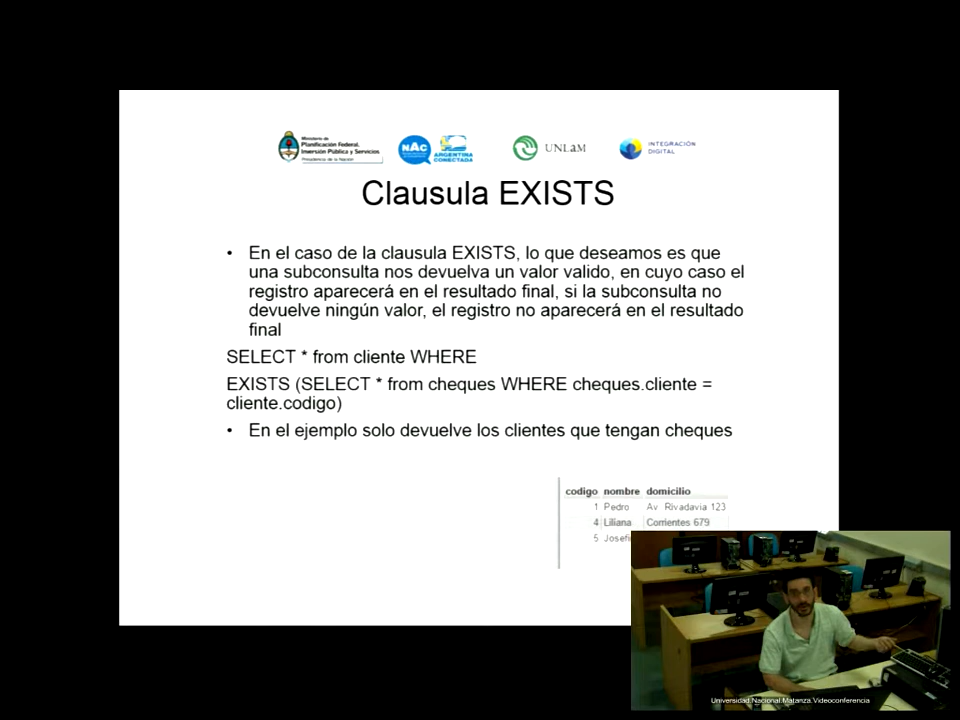 Ministerio de
Planificación Federal,
Inversión Pública y Servicios
Presidencia de la Nación
NAC
ARGENTINA
CONECTADA
UNLaM
INTEGRACIÓN
DIGITAL
Clausula EXISTS
• En el caso de la clausula EXISTS, lo que deseamos es que
una subconsulta nos devuelva un valor valido, en cuyo caso el
registro aparecerá en el resultado final, si la subconsulta no
devuelve ningún valor, el registro no aparecerá en el resultado
final
SELECT * from cliente WHERE
EXISTS (SELECT * from cheques WHERE cheques.cliente =
cliente.codigo)
• En el ejemplo solo devuelve los clientes que tengan cheques
codigo nombre domicilio
1 Pedro Av Rivadavia 123
4 Liliana Corrientes 679
5
Universidad.Nacional.Matanza.Videoconferencia